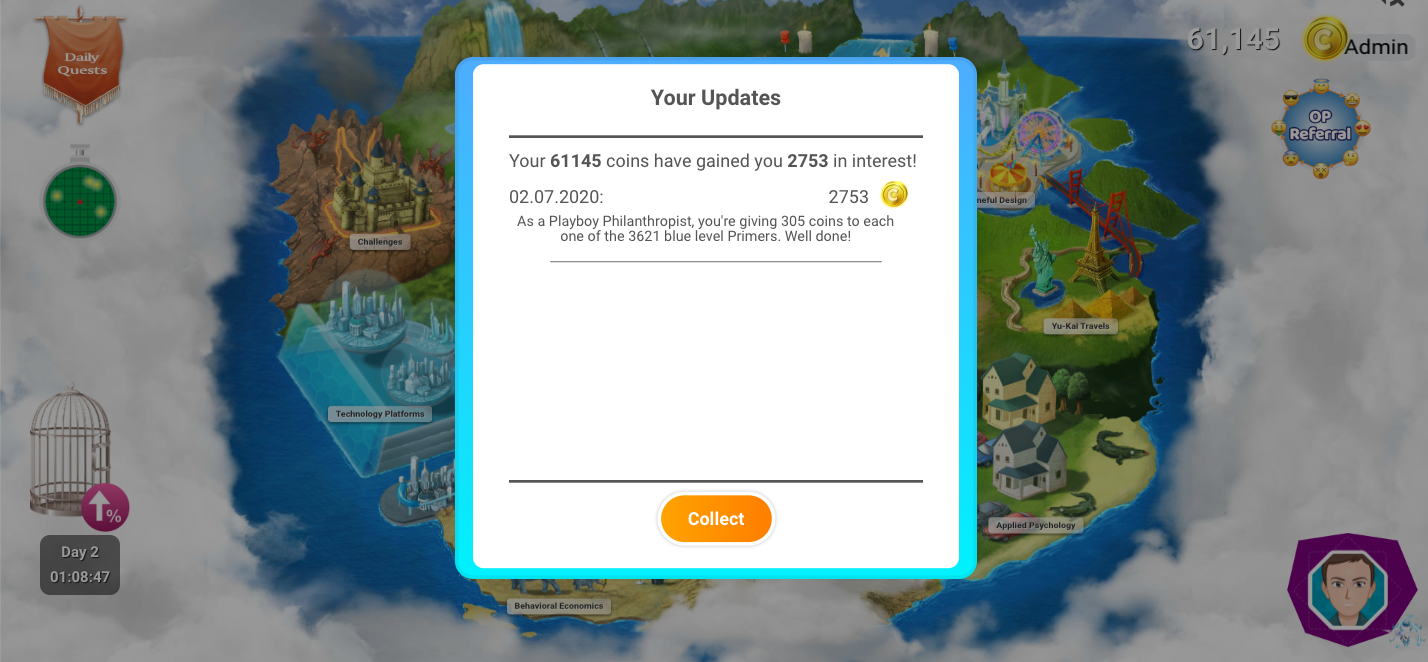 Daily
Quests
61,145
Admin
OP
Referral
Your Updates
Your 61145 coins have gained you 2753 in interest!
02.07.2020: 2753
As a Playboy Philanthropist, you're giving 305 coins to each
one of the 3621 blue level Primers. Well done!
Collect
Challenges
neful Design
Yu-Kai Travels
Technology Platforms
Applied Psychology
Behavioral Economics
%
Day 2
01:08:47